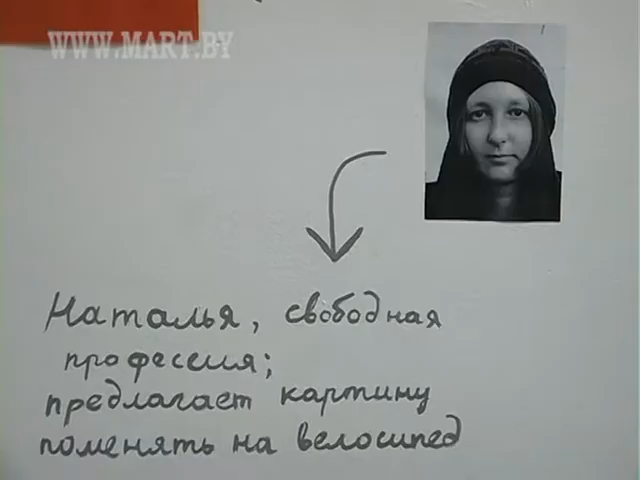 WWW.MART.BY
Наталья, свободная
профессия;
предлагает картину
поменять на велосипед